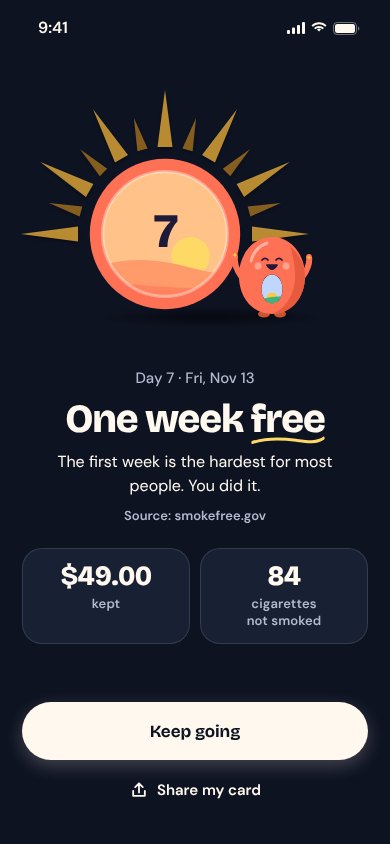 9:41
7
Day 7 · Fri, Nov 13
One week free
The first week is the hardest for most
people. You did it.
Source: smokefree.gov
$49.00
kept
84
cigarettes
not smoked
Keep going
Share my card